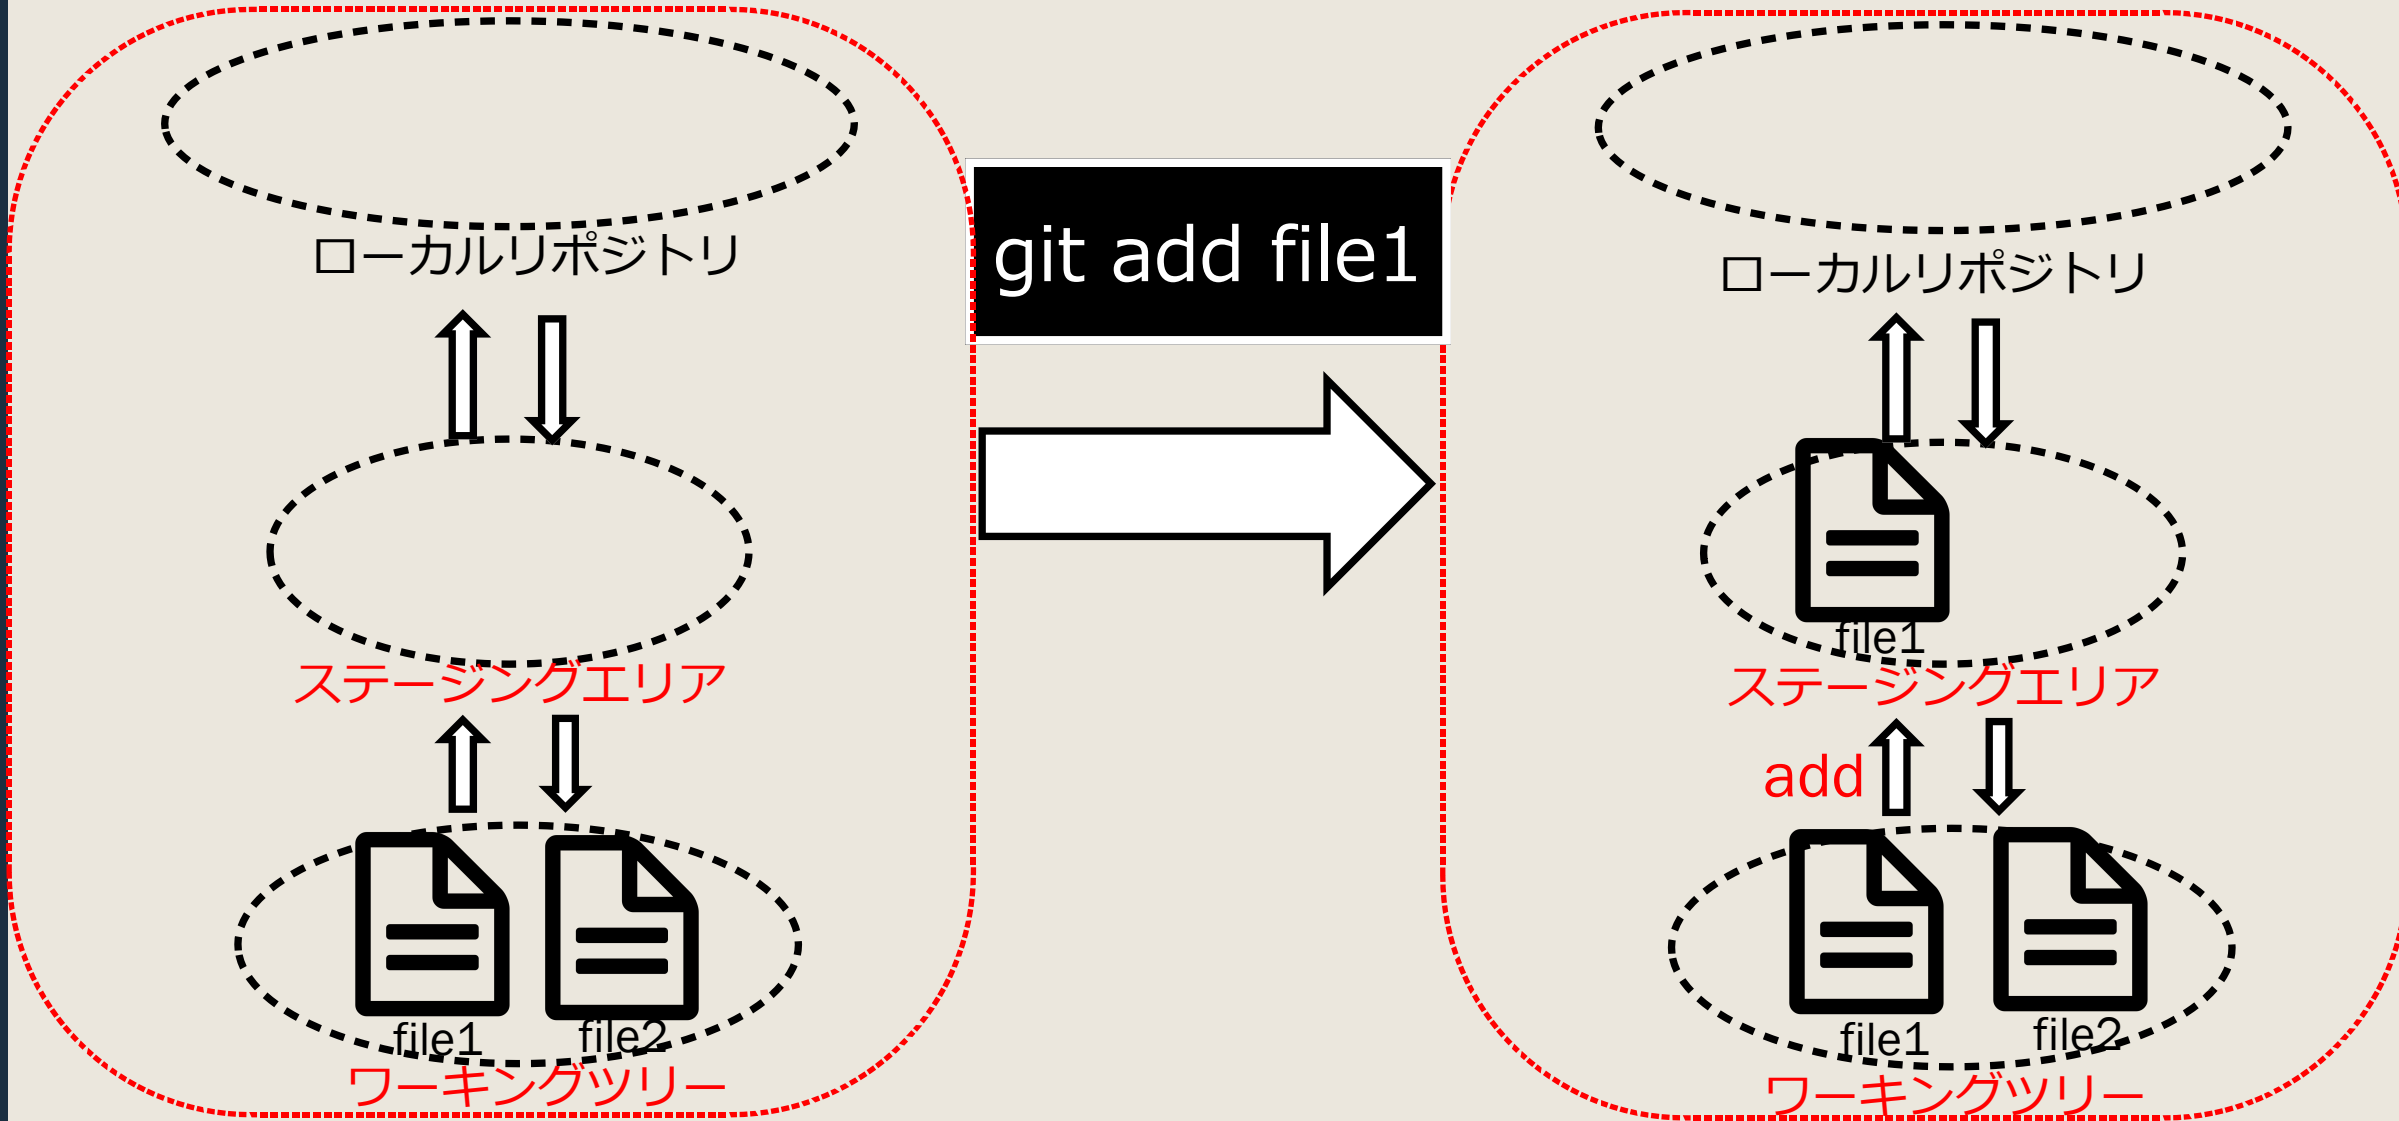 ローカルリポジトリ
ステージングエリア
file1
file2
ワーキングツリー
git add file1
ローカルリポジトリ
file1
ステージングエリア
add
file1
file2
ワーキングツリー